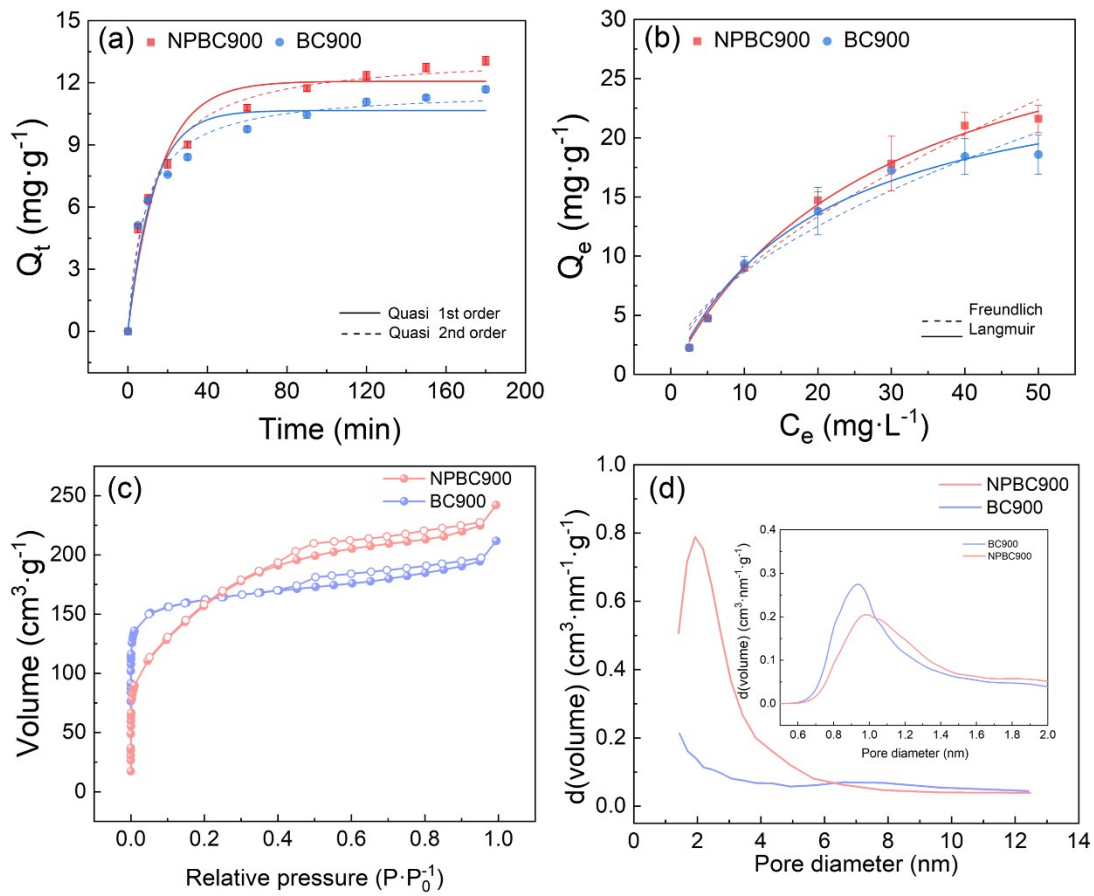 (a)
NPBC900 BC900
15
12
9
6
3
0
Q_t (mg·g⁻¹)
Quasi 1st order
Quasi 2nd order
0 40 80 120 160 200
Time (min)
(b)
NPBC900 BC900
30
25
20
15
10
5
0
Q_e (mg·g⁻¹)
Freundlich
Langmuir
0 10 20 30 40 50
C_e (mg·L⁻¹)
(c)
NPBC900
BC900
250
200
150
100
50
0
Volume (cm³·g⁻¹)
0.0 0.2 0.4 0.6 0.8 1.0
Relative pressure (P·P₀⁻¹)
(d)
NPBC900
BC900
1.0
0.8
0.6
0.4
0.2
0.0
d(volume) (cm³·nm⁻¹·g⁻¹)
0 2 4 6 8 10 12 14
Pore diameter (nm)
BC900
NPBC900
0.4
0.3
0.2
0.1
0.0
d(volume) (cm³·nm⁻¹·g⁻¹)
0.6 0.8 1.0 1.2 1.4 1.6 1.8 2.0
Pore diameter (nm)